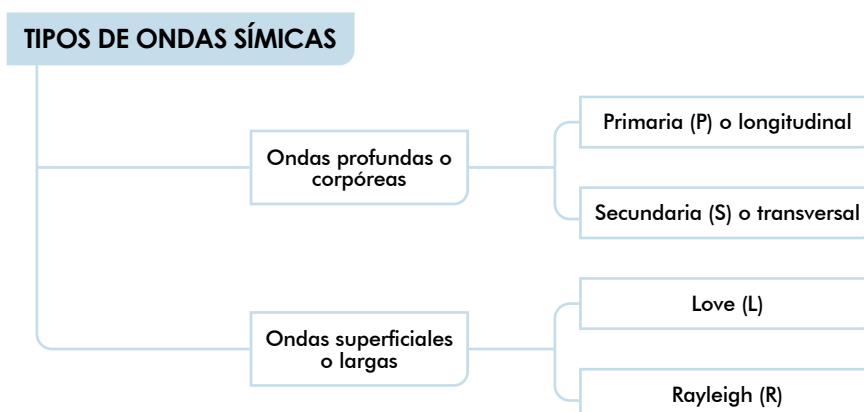 TIPOS DE ONDAS SÍMICAS
Ondas profundas o
corpóreas
Primaria (P) o longitudinal
Secundaria (S) o transversal
Ondas superficiales
o largas
Love (L)
Rayleigh (R)